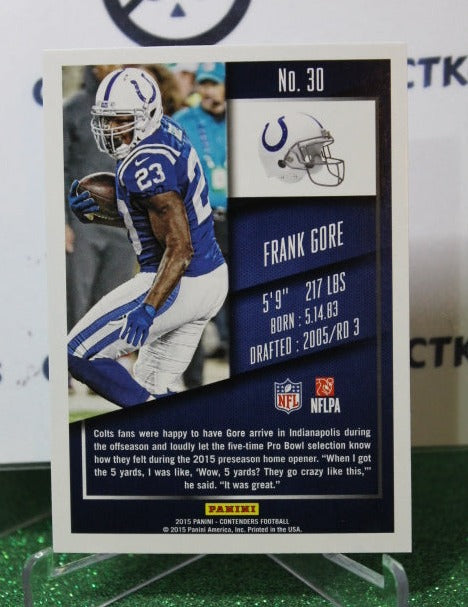 No. 30
23
23
FRANK GORE
5'9" 217 LBS
BORN : 5.14.83
DRAFTED : 2005/RD 3
NFL
NFLPA
Colts fans were happy to have Gore arrive in Indianapolis during
the offseason and loudly let the five-time Pro Bowl selection know
how they felt during the 2015 preseason home opener. “When I got
the 5 yards, I was like, ‘Wow, 5 yards? They go crazy like this,’”
he said. “It was great.”
PANINI
2015 PANINI - CONTENDERS FOOTBALL
© 2015 Panini America, Inc. Printed in the USA.
CTK
CTK